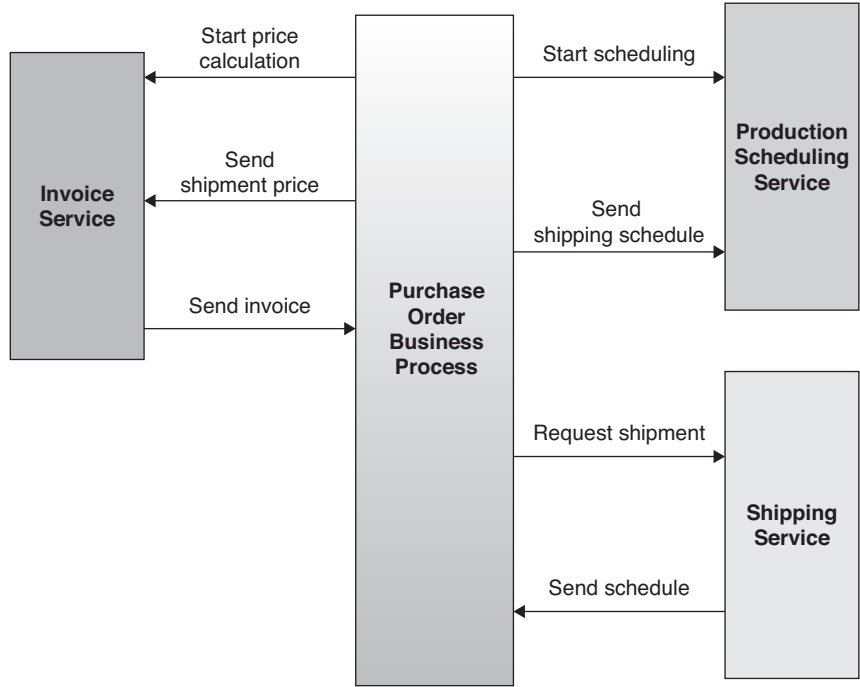 Start price
calculation
Start scheduling
Production
Scheduling
Service
Send
shipment price
Invoice
Service
Send
shipping schedule
Send invoice
Purchase
Order
Business
Process
Request shipment
Shipping
Service
Send schedule